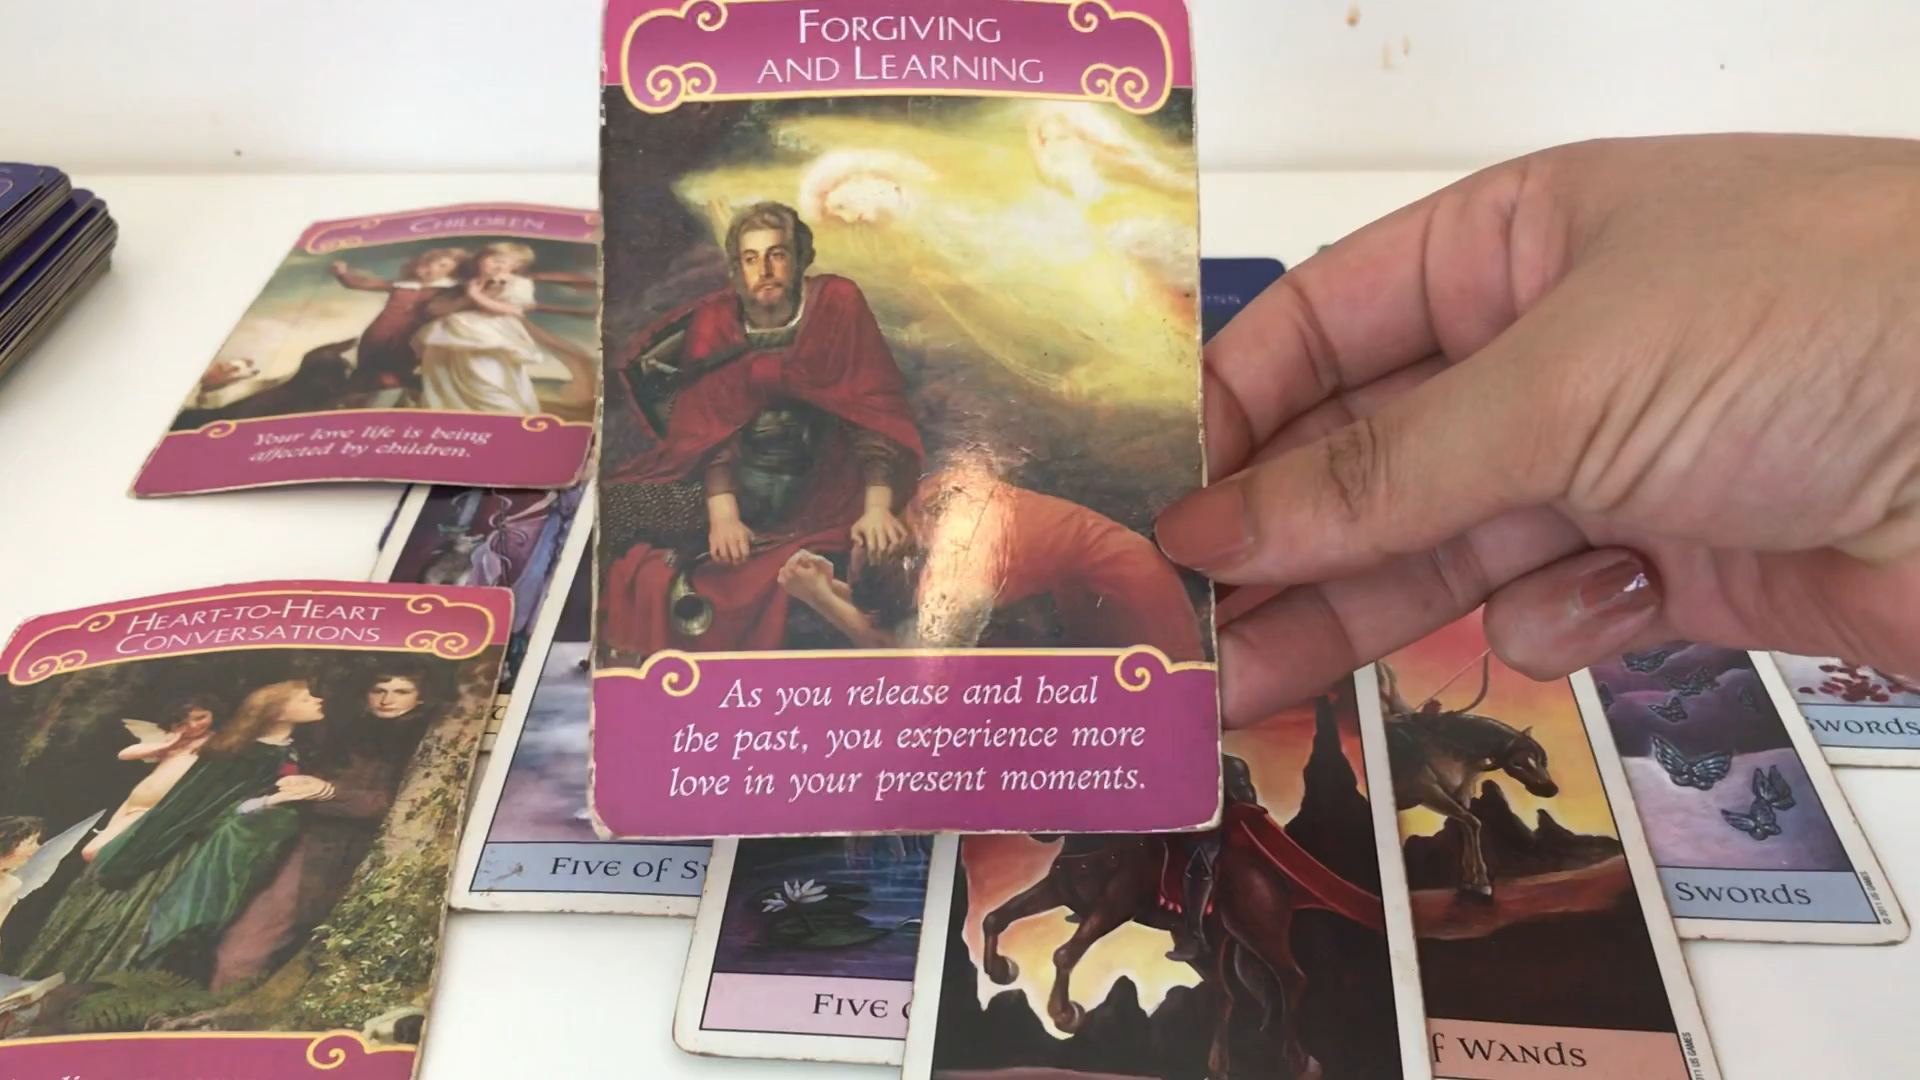 FORGIVING
AND LEARNING
CHILDREN
Your love life is being
affected by children.
HEART-TO-HEART
CONVERSATIONS
As you release and heal
the past, you experience more
love in your present moments.
FIVE OF S
FIVE
F WANDS
SWORDS
SWORDS